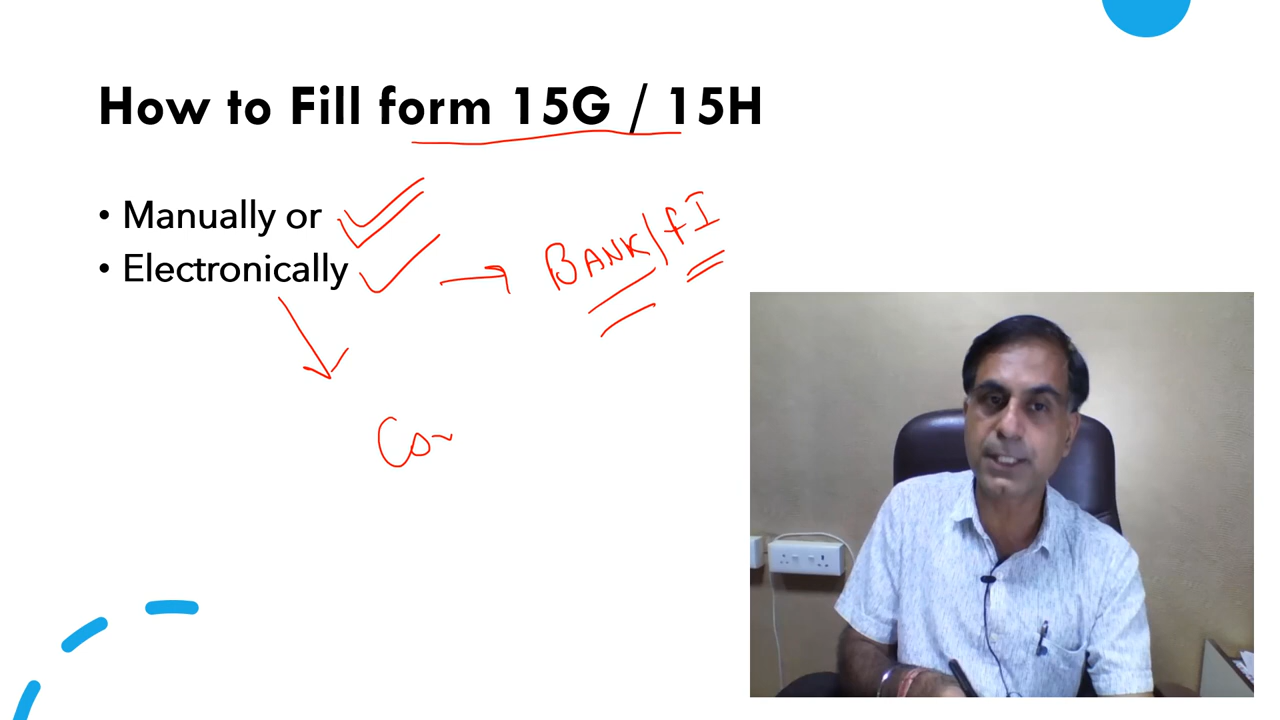 How to Fill form 15G / 15H
• Manually or
• Electronically
BANK/FI